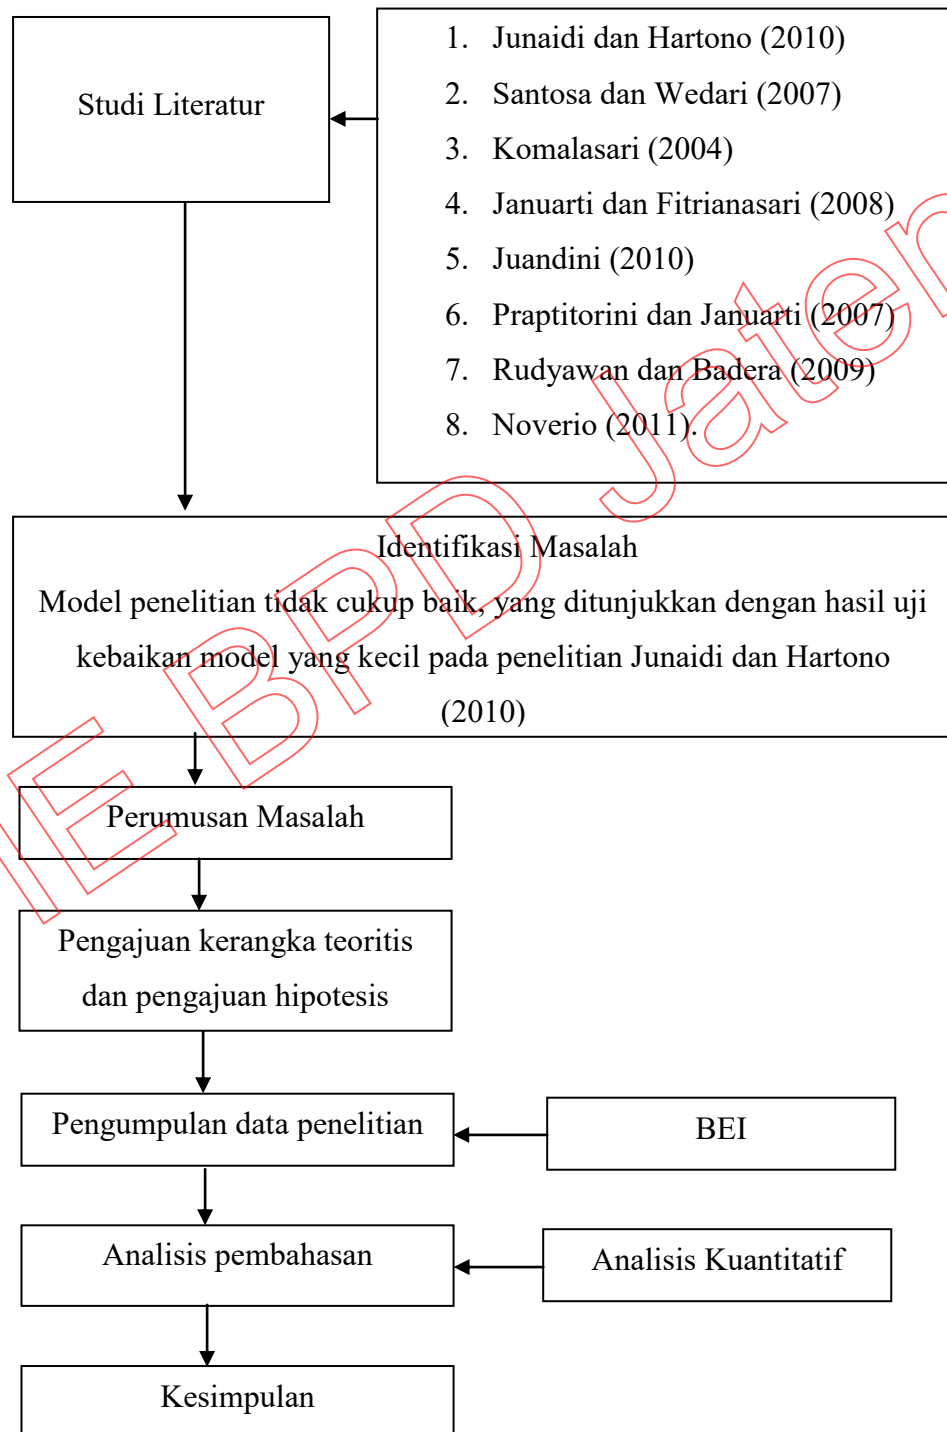 Studi Literatur
1. Junaidi dan Hartono (2010)
2. Santosa dan Wedari (2007)
3. Komalasari (2004)
4. Januarti dan Fitrianasari (2008)
5. Juandini (2010)
6. Praptitorini dan Januarti (2007)
7. Rudyawan dan Badera (2009)
8. Noverio (2011).
Identifikasi Masalah
Model penelitian tidak cukup baik, yang ditunjukkan dengan hasil uji
kebaikan model yang kecil pada penelitian Junaidi dan Hartono
(2010)
Perumusan Masalah
Pengajuan kerangka teoritis
dan pengajuan hipotesis
Pengumpulan data penelitian
BEI
Analisis pembahasan
Analisis Kuantitatif
Kesimpulan
IE BPD Jaten